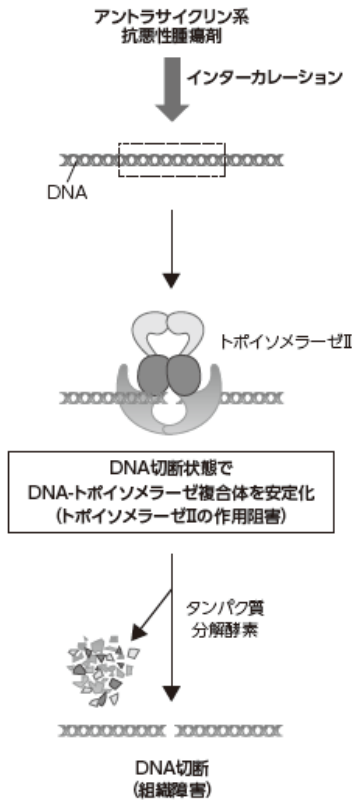 アントラサイクリン系
抗悪性腫瘍剤
インターカレーション
DNA
トポイソメラーゼⅡ
DNA切断状態で
DNA-トポイソメラーゼ複合体を安定化
(トポイソメラーゼⅡの作用阻害)
タンパク質
分解酵素
DNA切断
(組織障害)